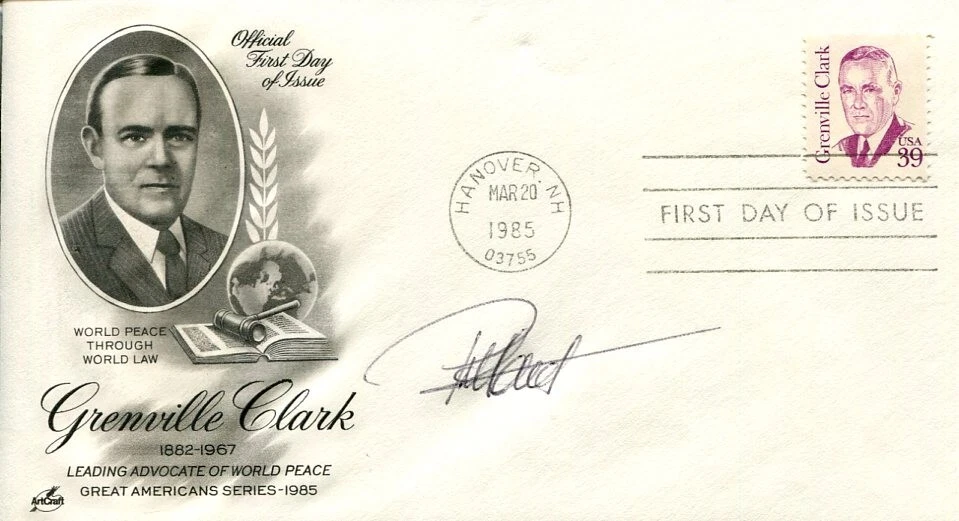 Official
First Day
of Issue
WORLD PEACE
THROUGH
WORLD LAW
Grenville Clark
1882-1967
LEADING ADVOCATE OF WORLD PEACE
GREAT AMERICANS SERIES-1985
ArtCraft
HANOVER, NH
MAR 20
1985
03755
Grenville Clark
USA
39
FIRST DAY OF ISSUE